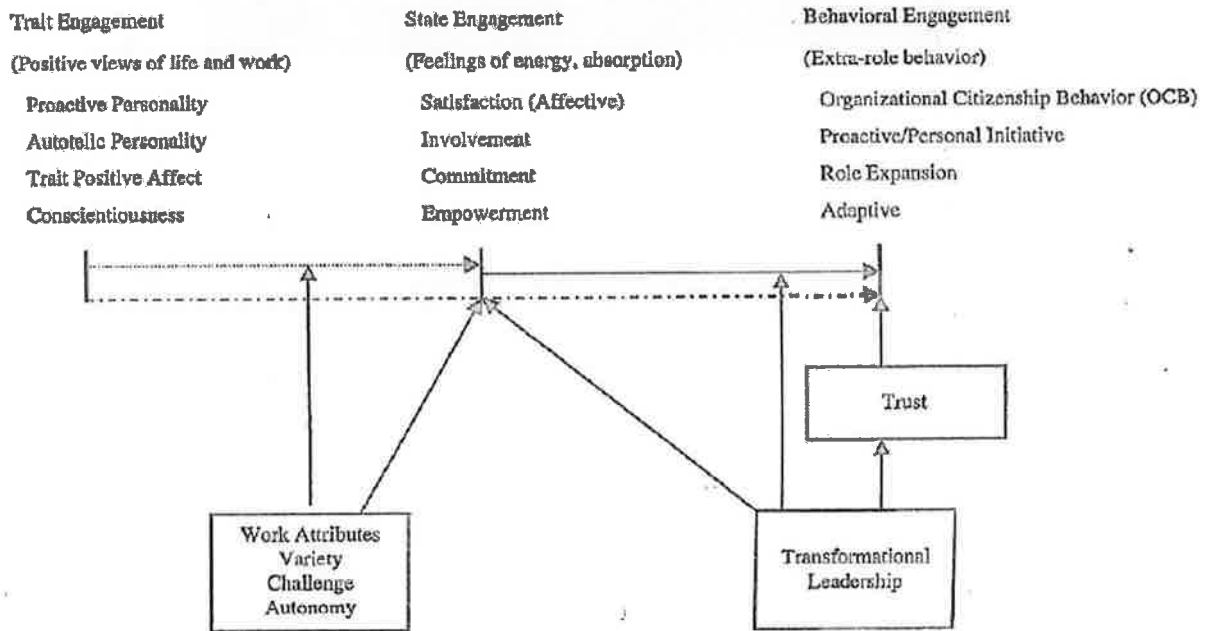 Trait Engagement
(Positive views of life and work)
Proactive Personality
Autotelic Personality
Trait Positive Affect
Conscientiousness
State Engagement
(Feelings of energy, absorption)
Satisfaction (Affective)
Involvement
Commitment
Empowerment
Behavioral Engagement
(Extra-role behavior)
Organizational Citizenship Behavior (OCB)
Proactive/Personal Initiative
Role Expansion
Adaptive
Trust
Work Attributes
Variety
Challenge
Autonomy
Transformational
Leadership